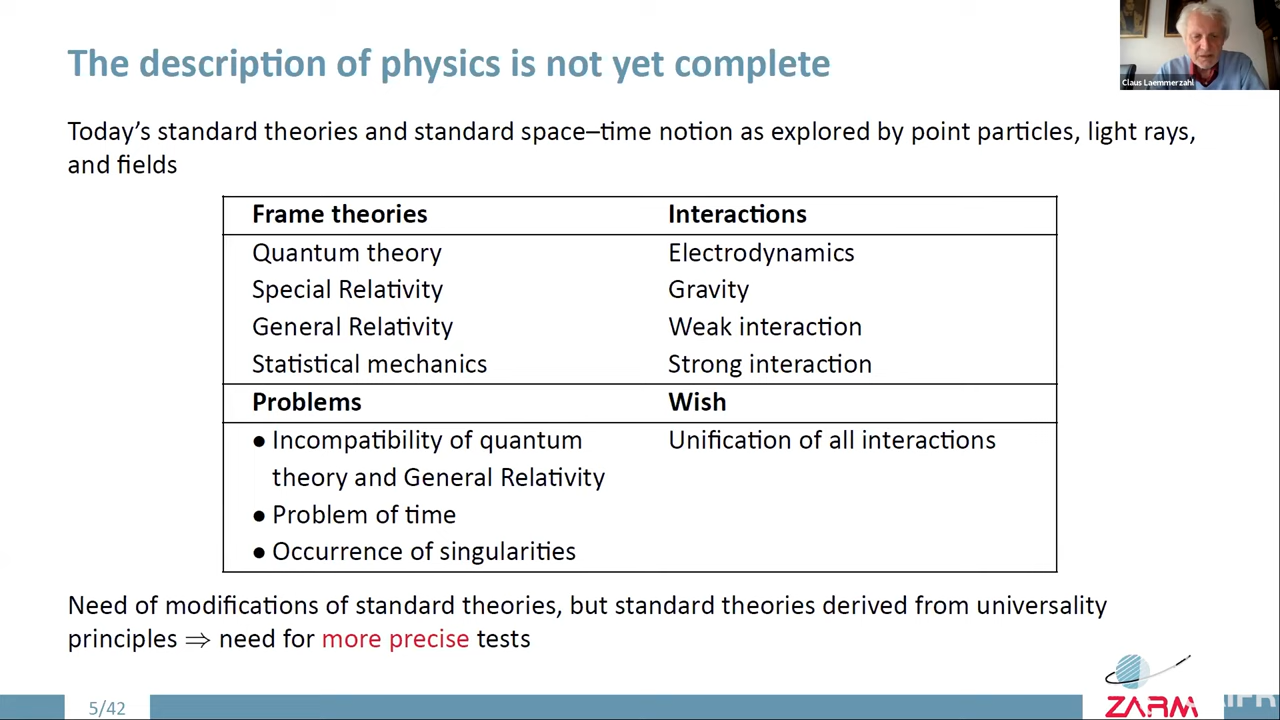 The description of physics is not yet complete
Claus Laemmerzahl
Today's standard theories and standard space–time notion as explored by point particles, light rays,
and fields
Frame theories Interactions
Quantum theory Electrodynamics
Special Relativity Gravity
General Relativity Weak interaction
Statistical mechanics Strong interaction
Problems Wish
● Incompatibility of quantum Unification of all interactions
theory and General Relativity
● Problem of time
● Occurrence of singularities
Need of modifications of standard theories, but standard theories derived from universality
principles ⇒ need for more precise tests
5/42
ZARM